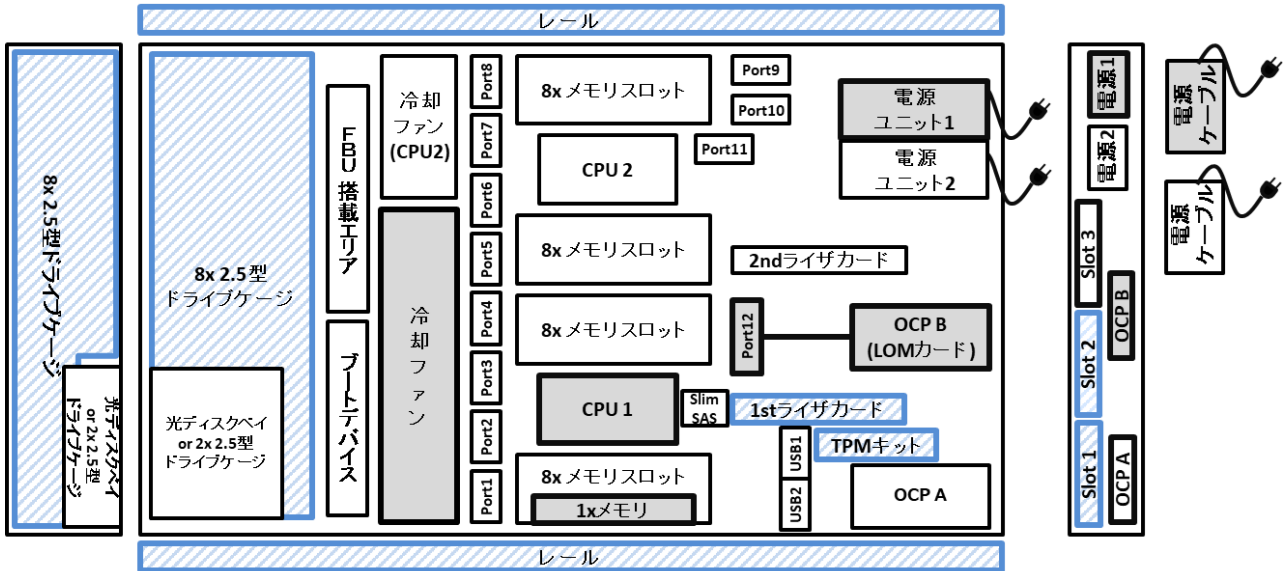 レール
8x 2.5型ドライブケージ
光ディスクベイ
or 2x 2.5型
ドライブケージ
8x 2.5型
ドライブケージ
光ディスクベイ
or 2x 2.5型
ドライブケージ
FBU 搭載エリア
ブートデバイス
冷却
ファン
(CPU2)
冷却ファン
Port8
Port7
Port6
Port5
Port4
Port3
Port2
Port1
8x メモリスロット
CPU 2
8x メモリスロット
8x メモリスロット
CPU 1
8x メモリスロット
1xメモリ
Port9
Port10
Port11
電源
ユニット1
電源
ユニット2
2ndライザカード
Port12
OCP B
(LOMカード)
Slim
SAS
1stライザカード
USB1
TPMキット
USB2
OCP A
電源1
電源2
Slot 3
Slot 2
Slot 1
OCP B
OCP A
電源
ケーブル
電源
ケーブル
レール